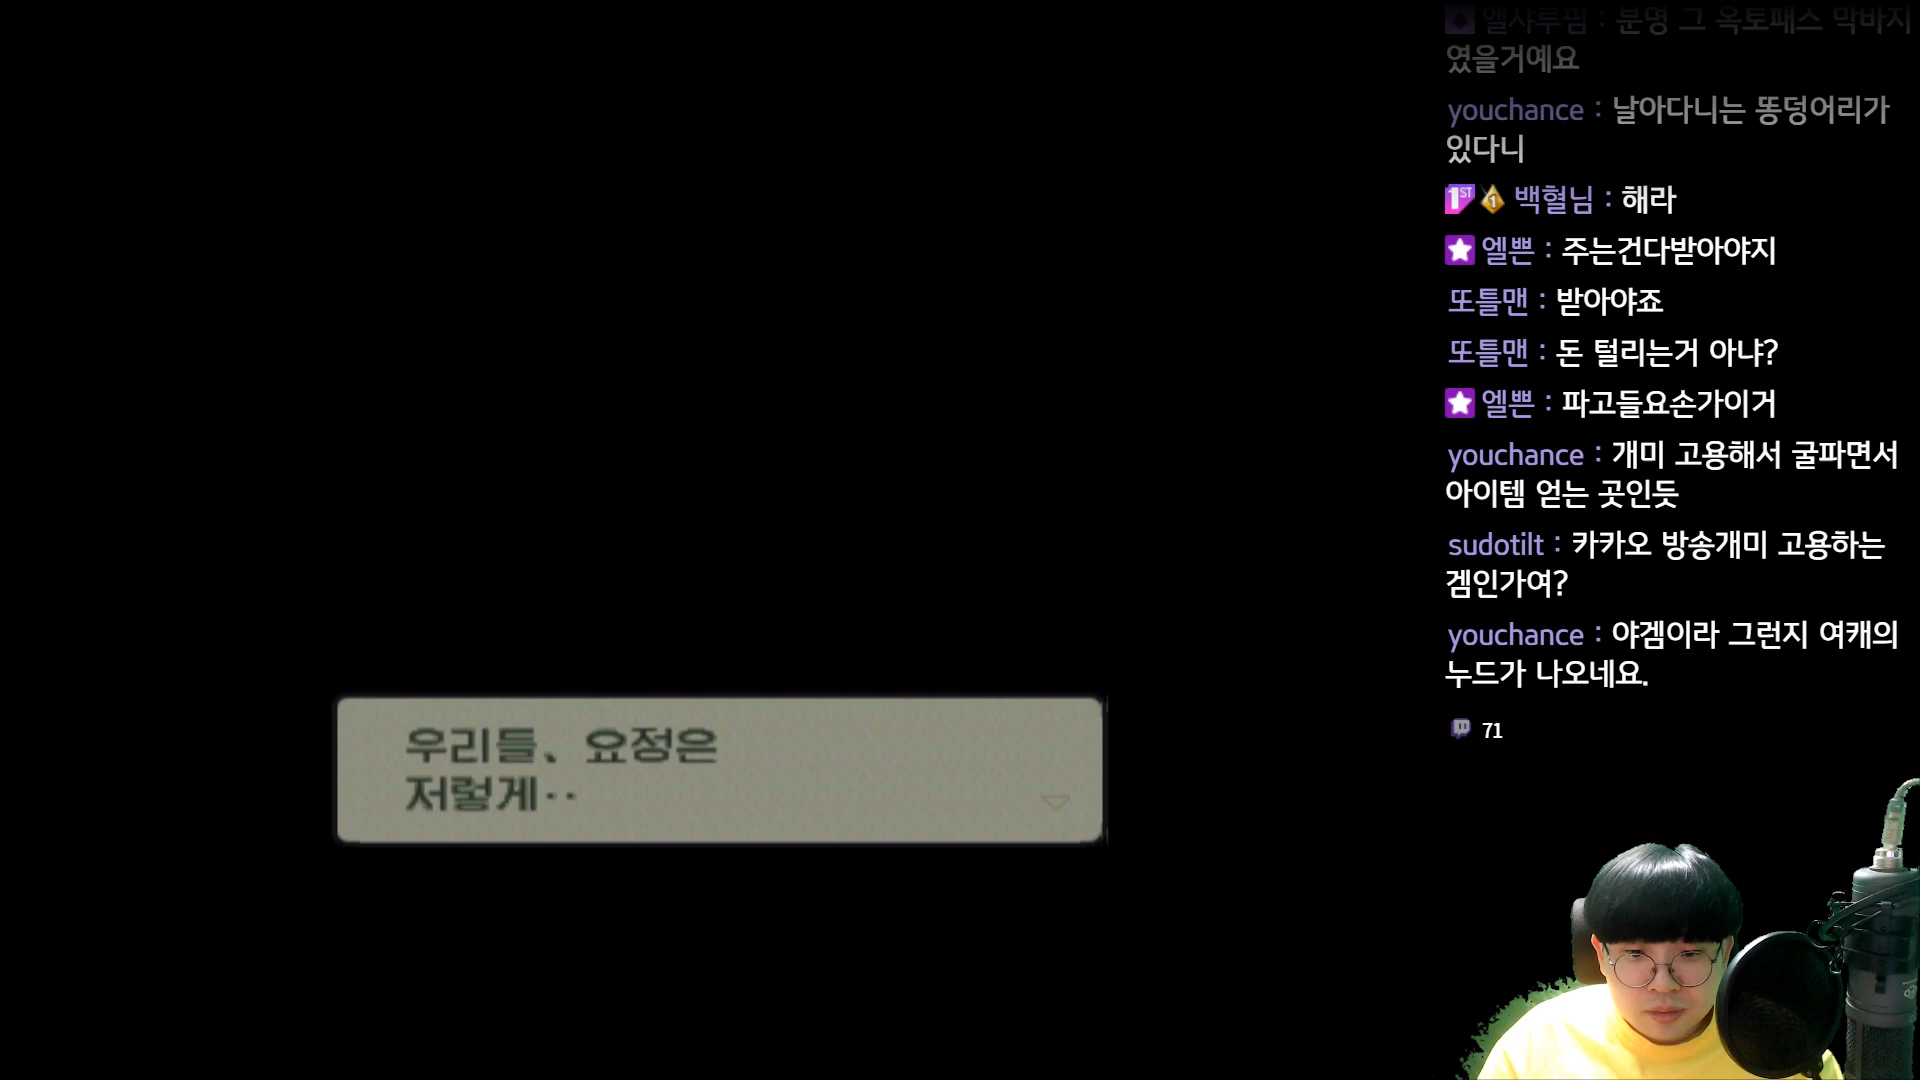 우리들、요정은
저렇게··
엘샤루핌 : 분명 그 옥토패스 막바지
였을거예요
youchance : 날아다니는 똥덩어리가
있다니
1ST 1 백혈님 : 해라
엘쁜 : 주는건다받아야지
또틀맨 : 받아야죠
또틀맨 : 돈 털리는거 아냐?
엘쁜 : 파고들요손가이거
youchance : 개미 고용해서 굴파면서
아이템 얻는 곳인듯
sudotilt : 카카오 방송개미 고용하는
겜인가여?
youchance : 야겜이라 그런지 여캐의
누드가 나오네요.
71